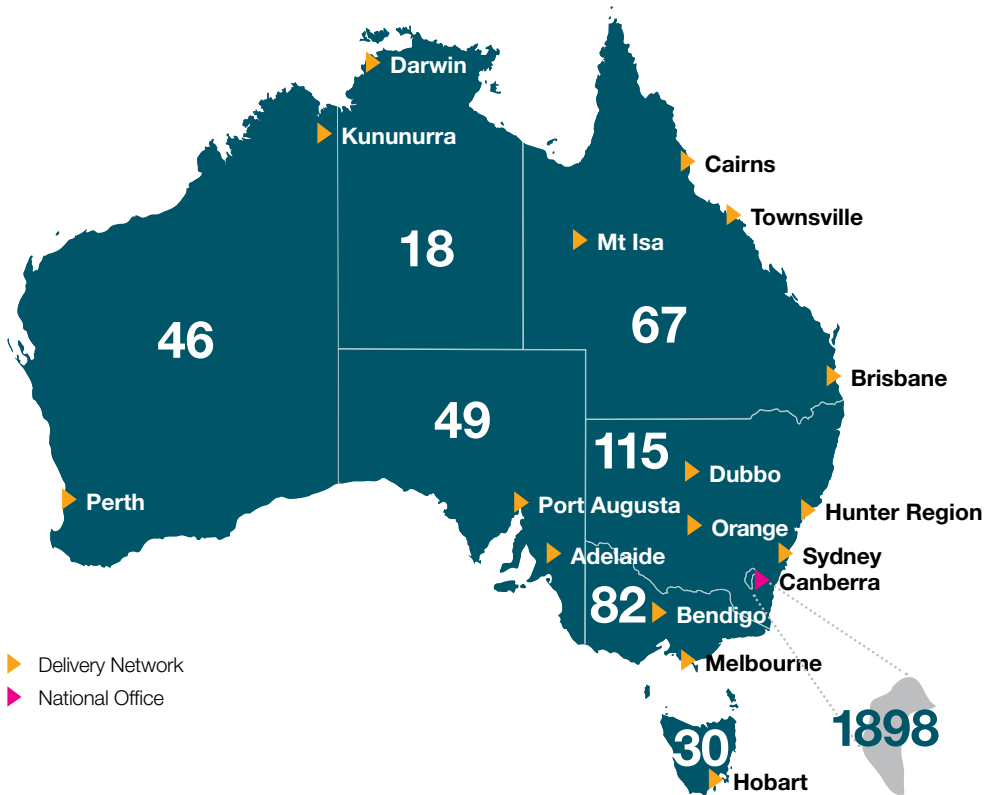 Darwin
Kununurra
Cairns
Townsville
18
Mt Isa
46
67
Brisbane
49
115
Dubbo
Perth
Port Augusta
Hunter Region
Orange
Adelaide
Sydney
Canberra
82
Bendigo
Melbourne
Delivery Network
National Office
1898
30
Hobart